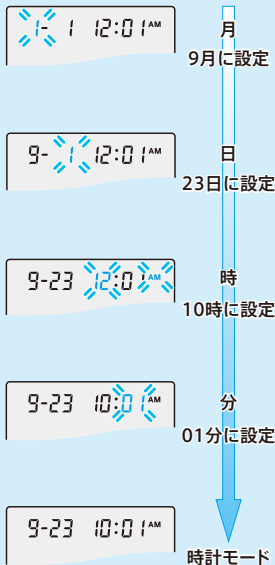 1- 1 12:01 AM
月
9月に設定
9- 1 12:01 AM
日
23日に設定
9-23 12:01 AM
時
10時に設定
9-23 10:01 AM
分
01分に設定
9-23 10:01 AM
時計モード